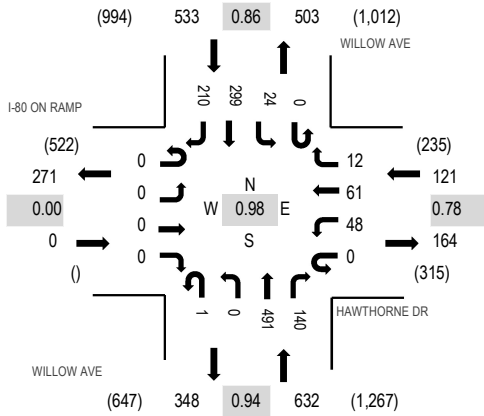 (994) 533 0.86 503 (1,012)
WILLOW AVE
I-80 ON RAMP
210 299 24 0
(522) (235)
0 12
271 121
0 61
0.00 W N 0.98 S E 0.78
0 48
0 164
0 0
() (315)
1 0 491 140
HAWTHORNE DR
WILLOW AVE
(647) 348 0.94 632 (1,267)